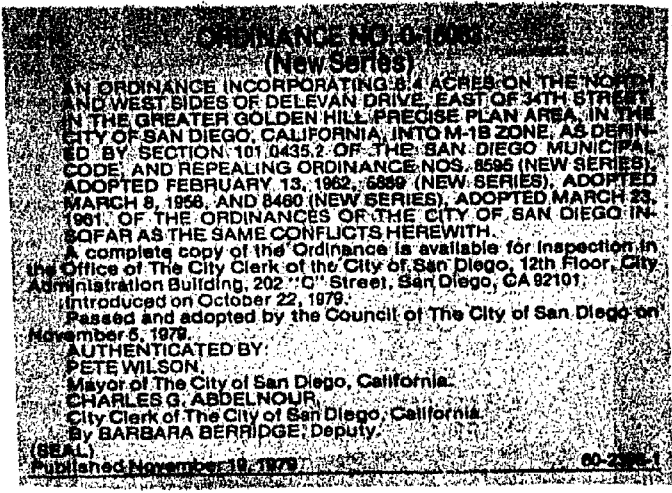 ORDINANCE NO.
(New Series)
AN ORDINANCE INCORPORATING 8.4 ACRES ON THE NORTH
AND WEST SIDES OF DELEVAN DRIVE, EAST OF 34TH STREET,
IN THE GREATER GOLDEN HILL PRECISE PLAN AREA, IN THE
CITY OF SAN DIEGO, CALIFORNIA, INTO M-1B ZONE, AS DEFIN-
ED BY SECTION 101.0435.2 OF THE SAN DIEGO MUNICIPAL
CODE, AND REPEALING ORDINANCE NOS. 8595 (NEW SERIES),
ADOPTED FEBRUARY 13, 1962, (NEW SERIES), ADOPTED
MARCH 8, 1956, AND 8460 (NEW SERIES), ADOPTED MARCH 23,
1961, OF THE ORDINANCES OF THE CITY OF SAN DIEGO IN-
SOFAR AS THE SAME CONFLICTS HEREWITH.
A complete copy of the Ordinance is available for inspection in
the Office of The City Clerk of the City of San Diego, 12th Floor, City
Administration Building, 202 "C" Street, San Diego, CA 92101.
Introduced on October 22, 1979.
Passed and adopted by the Council of The City of San Diego on
November 5, 1979.
AUTHENTICATED BY:
PETE WILSON,
Mayor of The City of San Diego, California.
CHARLES G. ABDELNOUR,
City Clerk of The City of San Diego, California.
By BARBARA BERRIDGE, Deputy.
(SEAL)
Published November 19, 1979